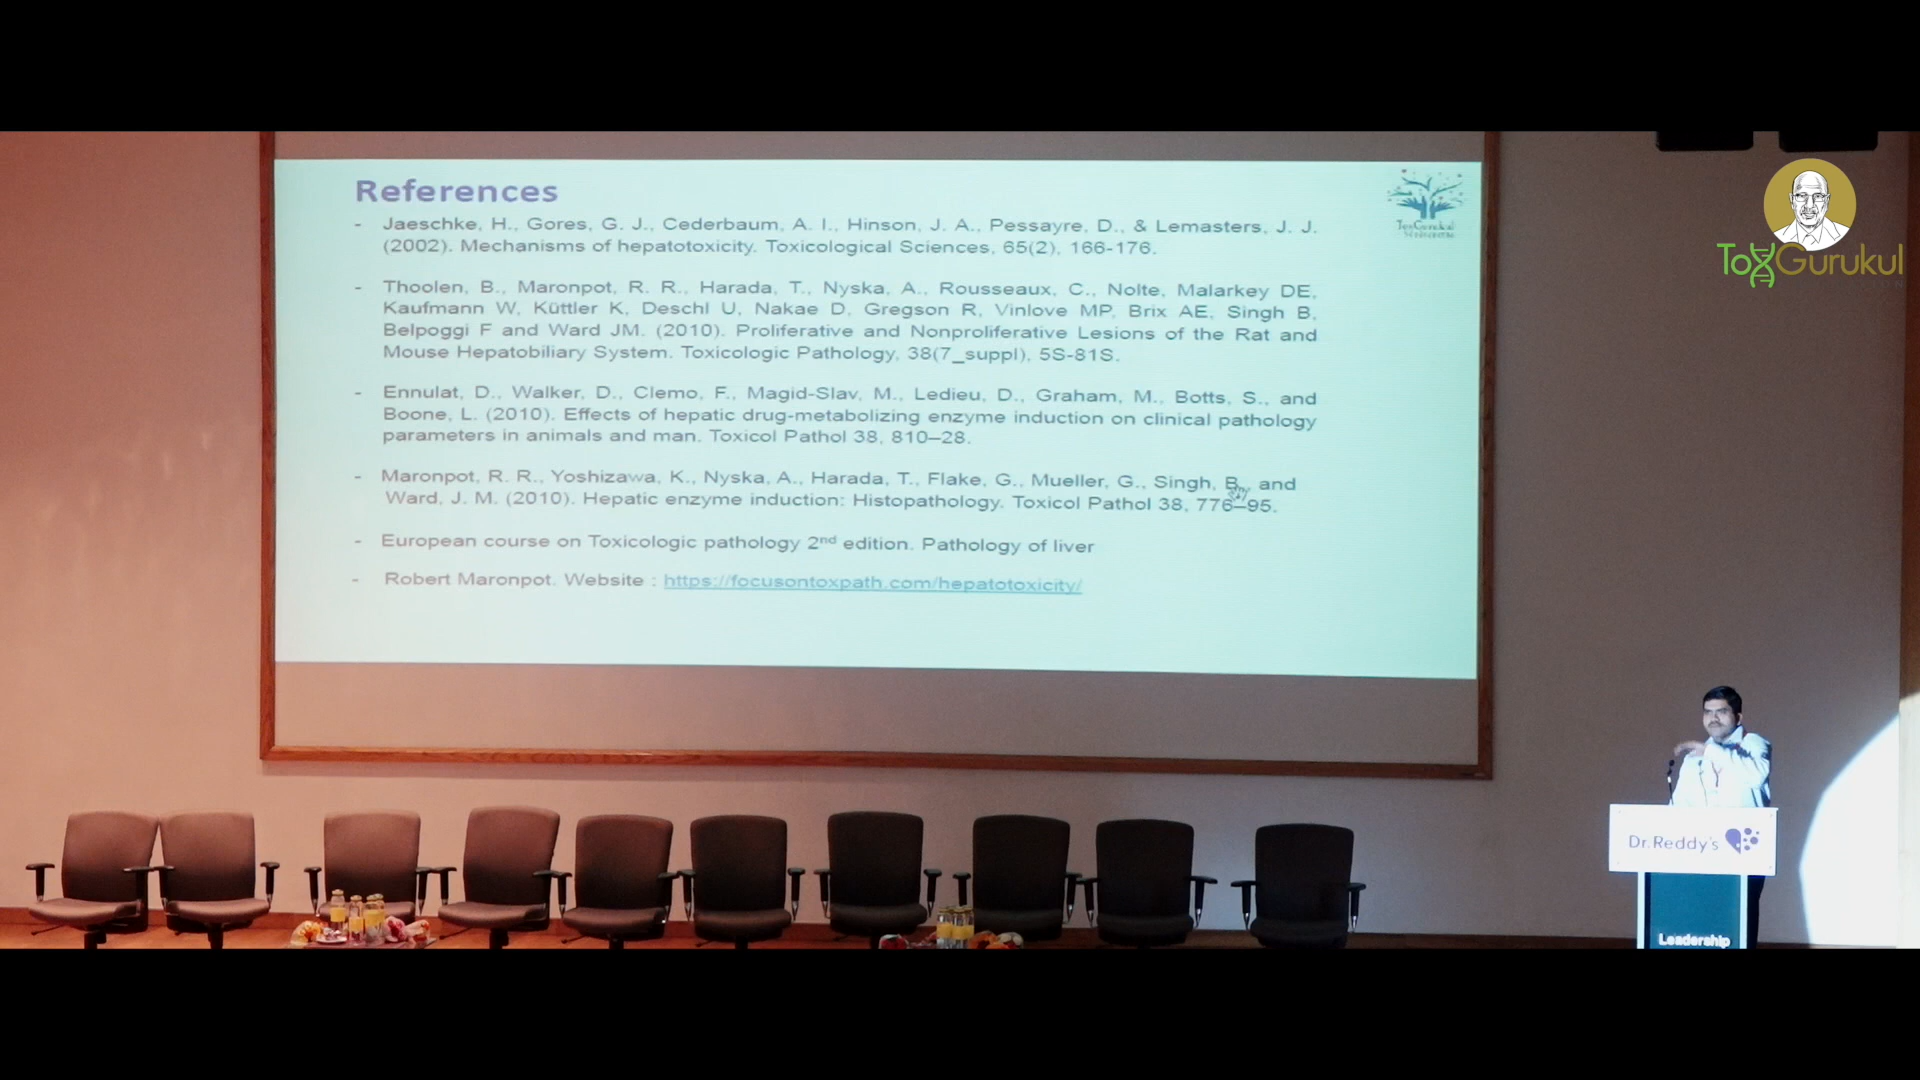 References
- Jaeschke, H., Gores, G. J., Cederbaum, A. I., Hinson, J. A., Pessayre, D., & Lemasters, J. J.
(2002). Mechanisms of hepatotoxicity. Toxicological Sciences, 65(2), 166-176.
- Thoolen, B., Maronpot, R. R., Harada, T., Nyska, A., Rousseaux, C., Nolte, Malarkey DE,
Kaufmann W, Küttler K, Deschl U, Nakae D, Gregson R, Vinlove MP, Brix AE, Singh B,
Belpoggi F and Ward JM. (2010). Proliferative and Nonproliferative Lesions of the Rat and
Mouse Hepatobiliary System. Toxicologic Pathology, 38(7_suppl), 5S-81S.
- Ennulat, D., Walker, D., Clemo, F., Magid-Slav, M., Ledieu, D., Graham, M., Botts, S., and
Boone, L. (2010). Effects of hepatic drug-metabolizing enzyme induction on clinical pathology
parameters in animals and man. Toxicol Pathol 38, 810–28.
- Maronpot, R. R., Yoshizawa, K., Nyska, A., Harada, T., Flake, G., Mueller, G., Singh, B., and
Ward, J. M. (2010). Hepatic enzyme induction: Histopathology. Toxicol Pathol 38, 776–95.
- European course on Toxicologic pathology 2nd edition. Pathology of liver
- Robert Maronpot. Website : https://focusontoxpath.com/hepatotoxicity/
ToxGurukul
ToxGurukul
Dr.Reddy's
Leadership